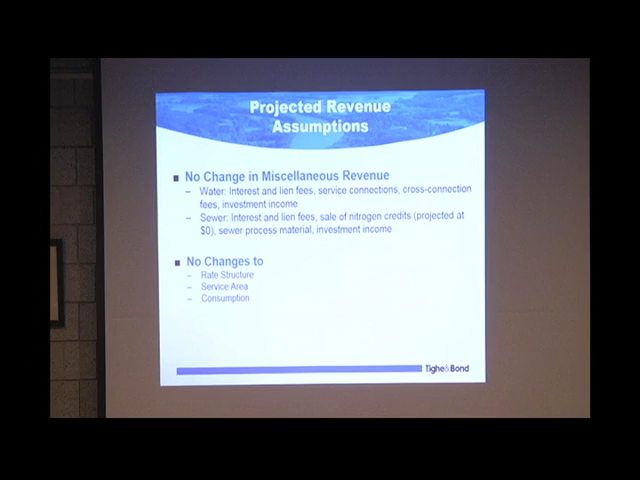 Projected Revenue
Assumptions
■ No Change in Miscellaneous Revenue
– Water: Interest and lien fees, service connections, cross-connection
fees, investment income
– Sewer: Interest and lien fees, sale of nitrogen credits (projected at
$0), sewer process material, investment income
■ No Changes to
– Rate Structure
– Service Area
– Consumption
Tighe&Bond